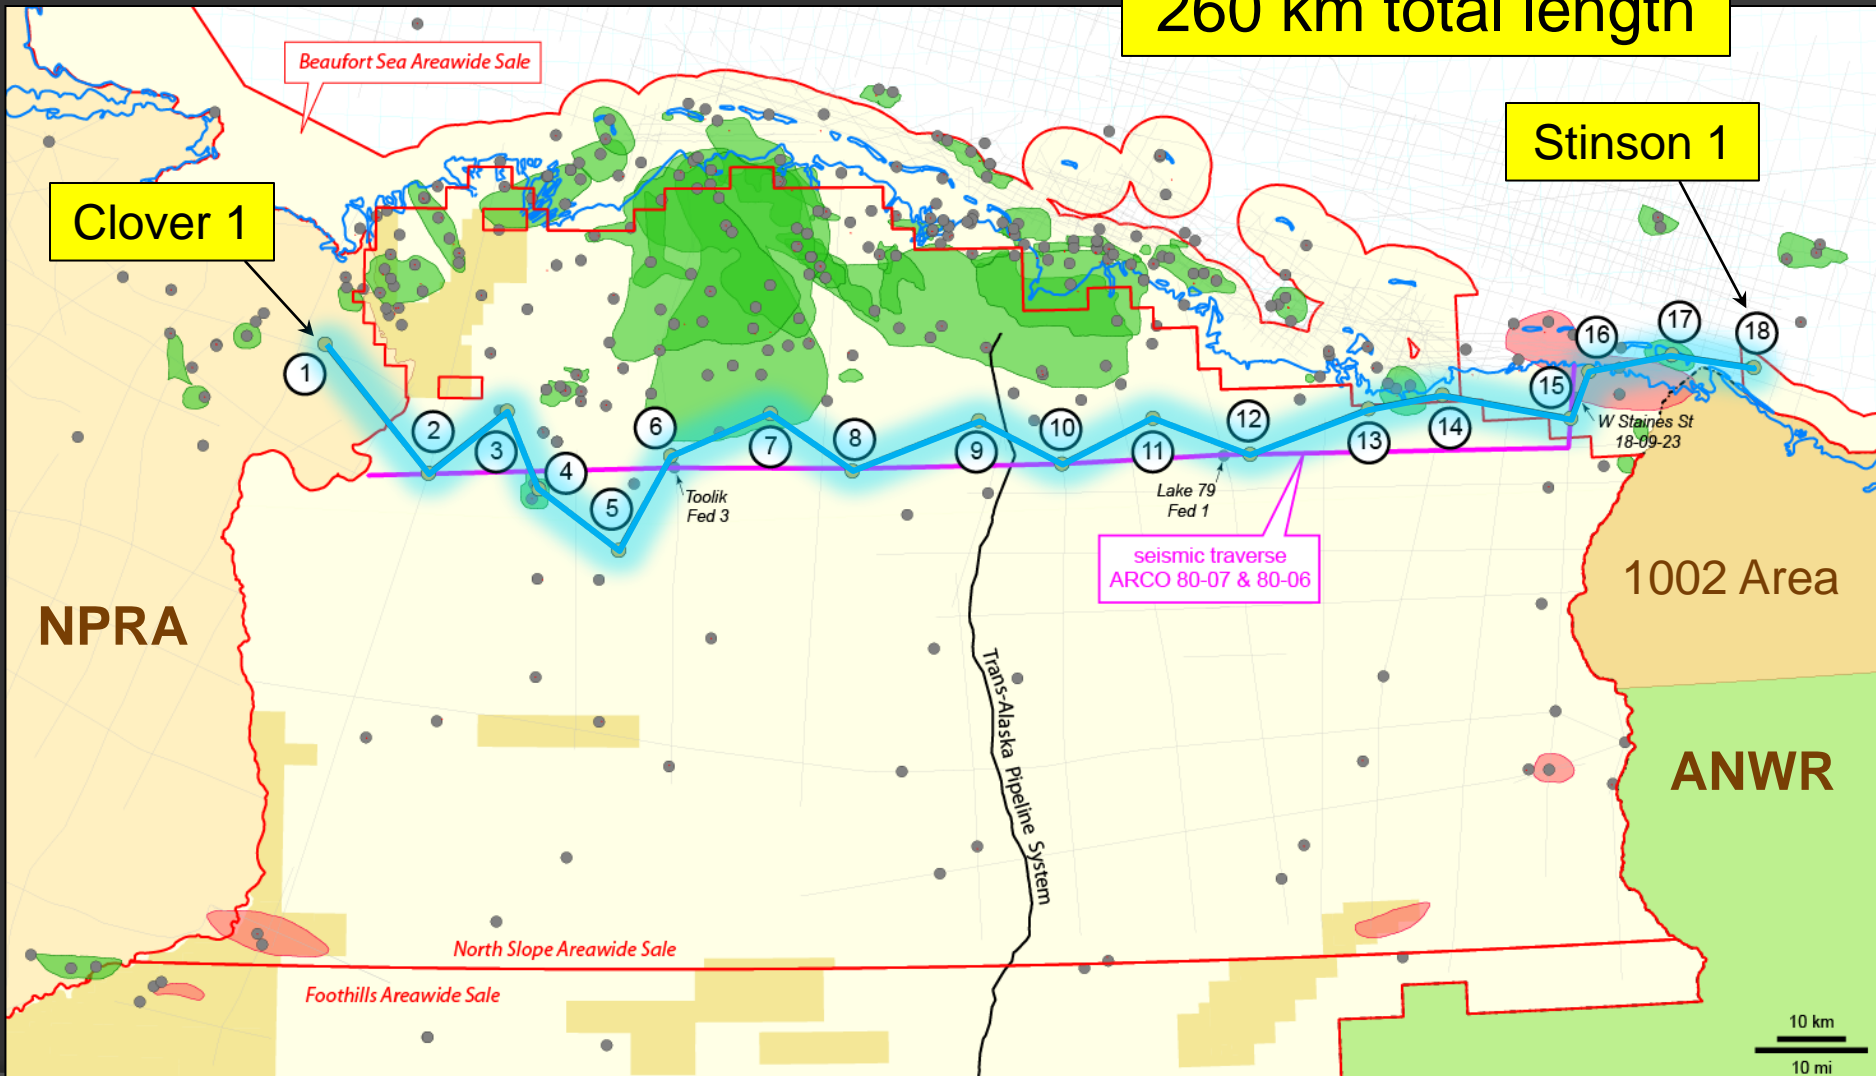 260 km total length
Beaufort Sea Areawide Sale
Stinson 1
Clover 1
1
2
3
4
5
6
7
8
9
10
11
12
13
14
15
16
17
18
W Staines St
18-09-23
Toolik
Fed 3
Lake 79
Fed 1
seismic traverse
ARCO 80-07 & 80-06
1002 Area
NPRA
ANWR
Trans-Alaska Pipeline System
North Slope Areawide Sale
Foothills Areawide Sale
10 km
10 mi